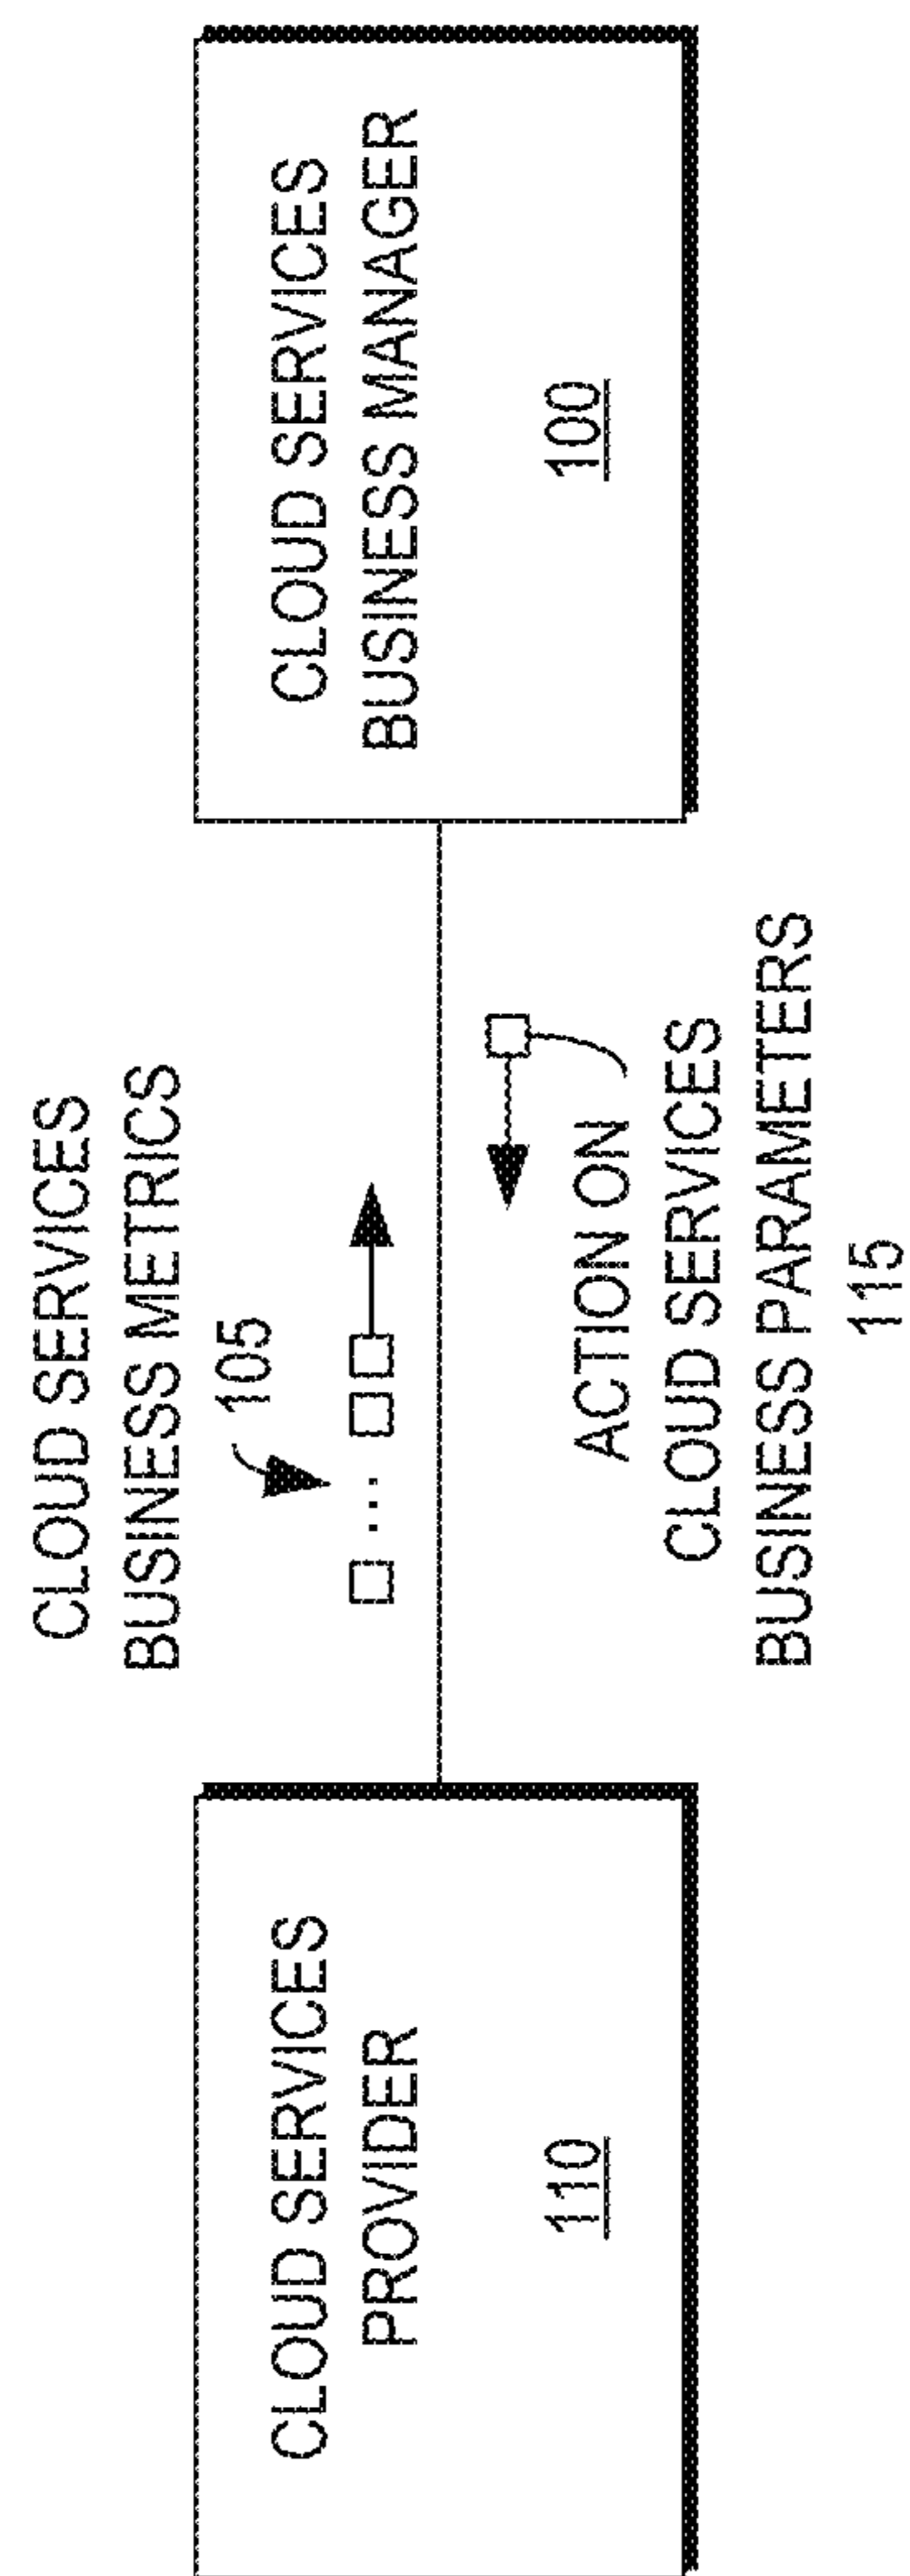 CLOUD SERVICES
PROVIDER
110
CLOUD SERVICES
BUSINESS METRICS
105
...
ACTION ON
CLOUD SERVICES
BUSINESS PARAMETERS
115
CLOUD SERVICES
BUSINESS MANAGER
100